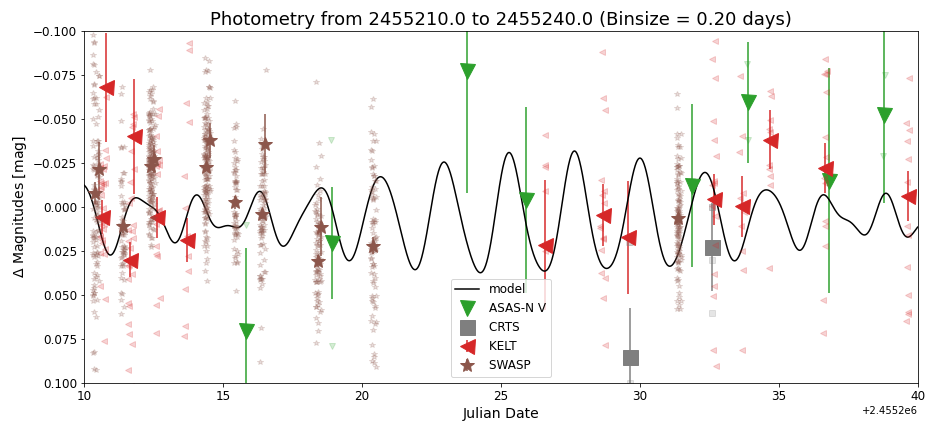 Photometry from 2455210.0 to 2455240.0 (Binsize = 0.20 days)
−0.100
−0.075
−0.050
−0.025
0.000
0.025
0.050
0.075
0.100
Δ Magnitudes [mag]
model
ASAS-N V
CRTS
KELT
SWASP
10 15 20 25 30 35 40
Julian Date
+2.4552e6